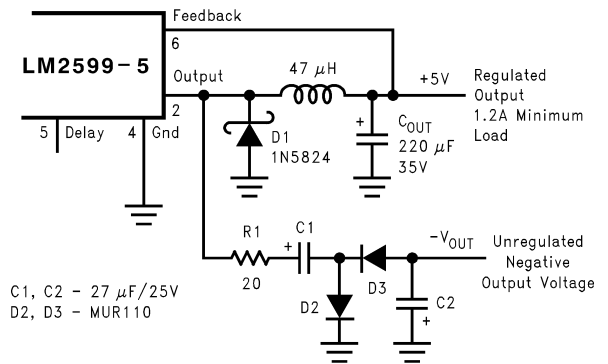 Feedback
6
LM2599-5
Output
2
47 μH
+5V
Regulated
Output
1.2A Minimum
Load
5 Delay
4 Gnd
D1
1N5824
+
COUT
220 μF
35V
R1
20
+
C1
D2
D3
-VOUT
C2
+
Unregulated
Negative
Output Voltage
C1, C2 - 27 μF/25V
D2, D3 - MUR110